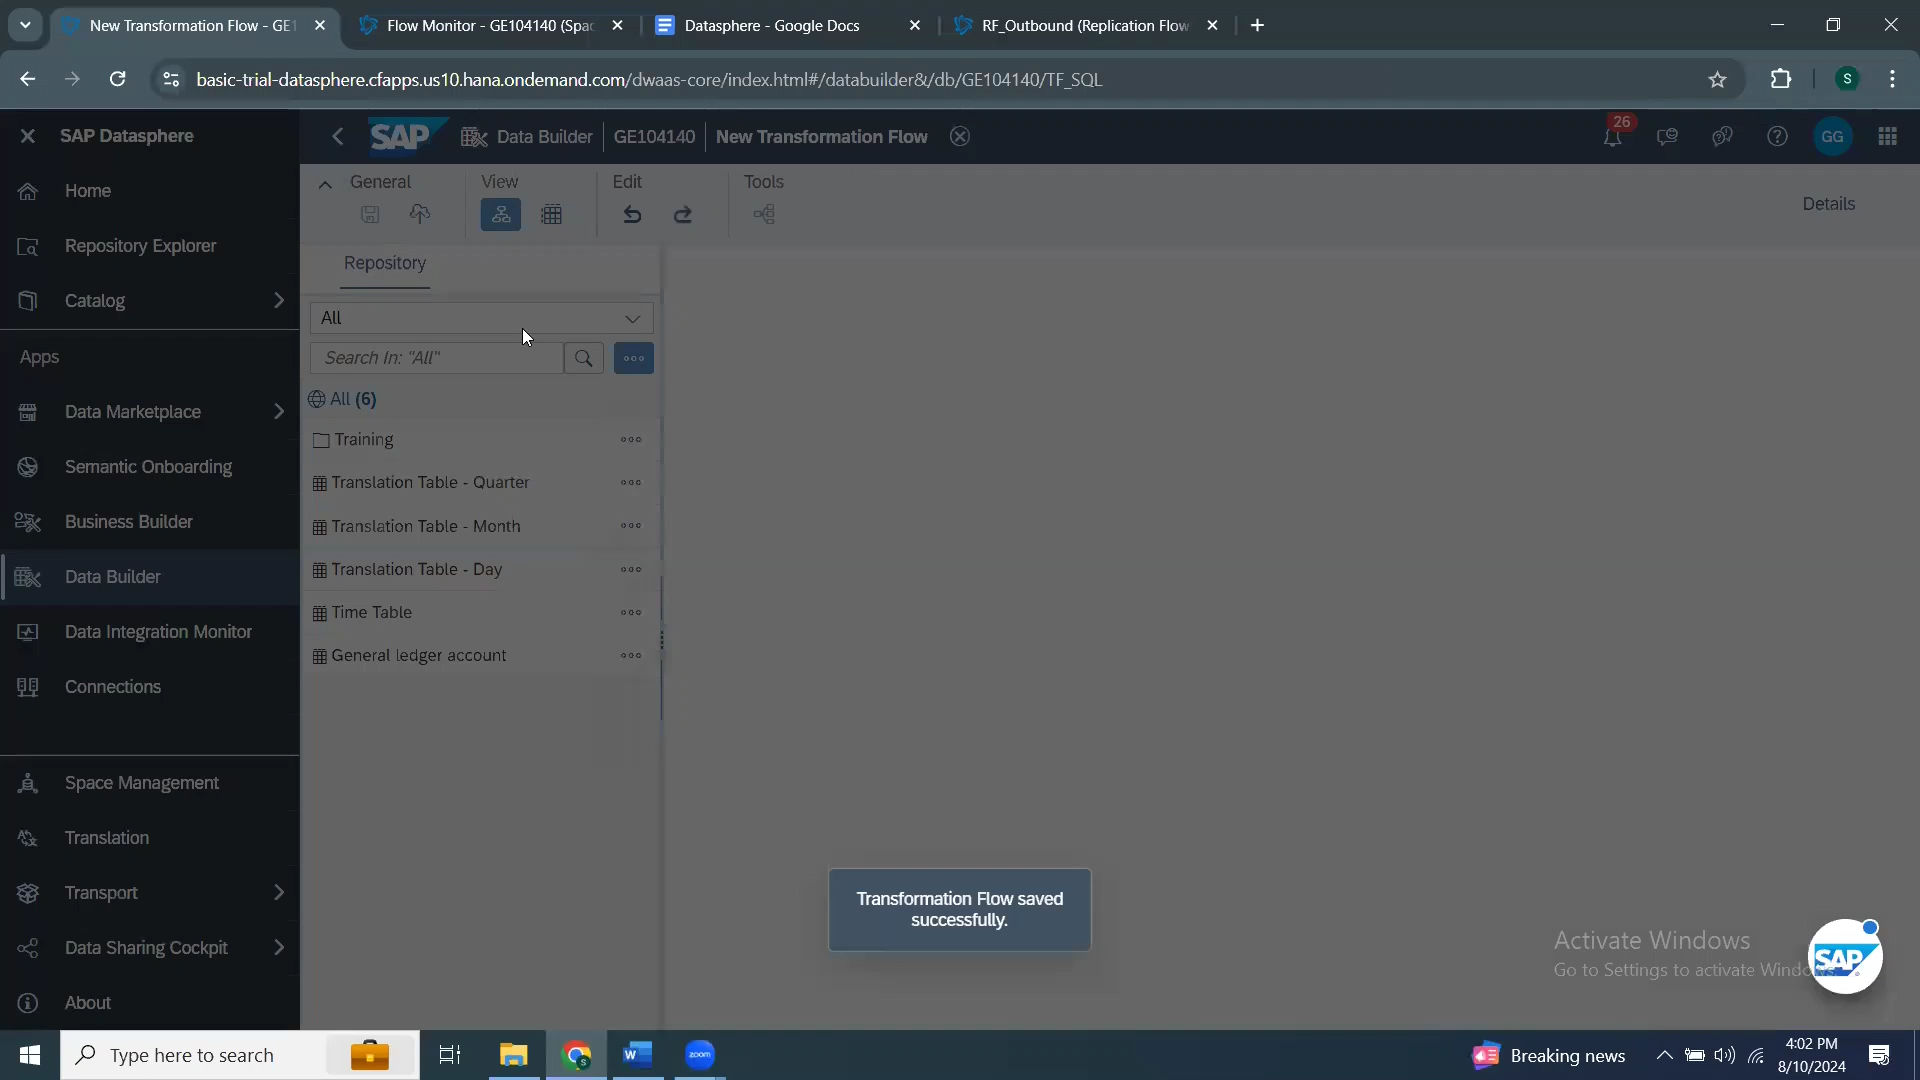 New Transformation Flow - GE1
Flow Monitor - GE104140 (Spac
Datasphere - Google Docs
RF_Outbound (Replication Flow
basic-trial-datasphere.cfapps.us10.hana.ondemand.com/dwaas-core/index.html#/databuilder&/db/GE104140/TF_SQL
S
SAP Datasphere
SAP
Data Builder
GE104140
New Transformation Flow
26
GG
Home
Repository Explorer
Catalog
Apps
Data Marketplace
Semantic Onboarding
Business Builder
Data Builder
Data Integration Monitor
Connections
Space Management
Translation
Transport
Data Sharing Cockpit
About
General
View
Edit
Tools
Details
Repository
All
Search In: "All"
All (6)
Training
Translation Table - Quarter
Translation Table - Month
Translation Table - Day
Time Table
General ledger account
Transformation Flow saved
successfully.
Activate Windows
Go to Settings to activate Windows.
SAP
Type here to search
zoom
Breaking news
4:02 PM
8/10/2024